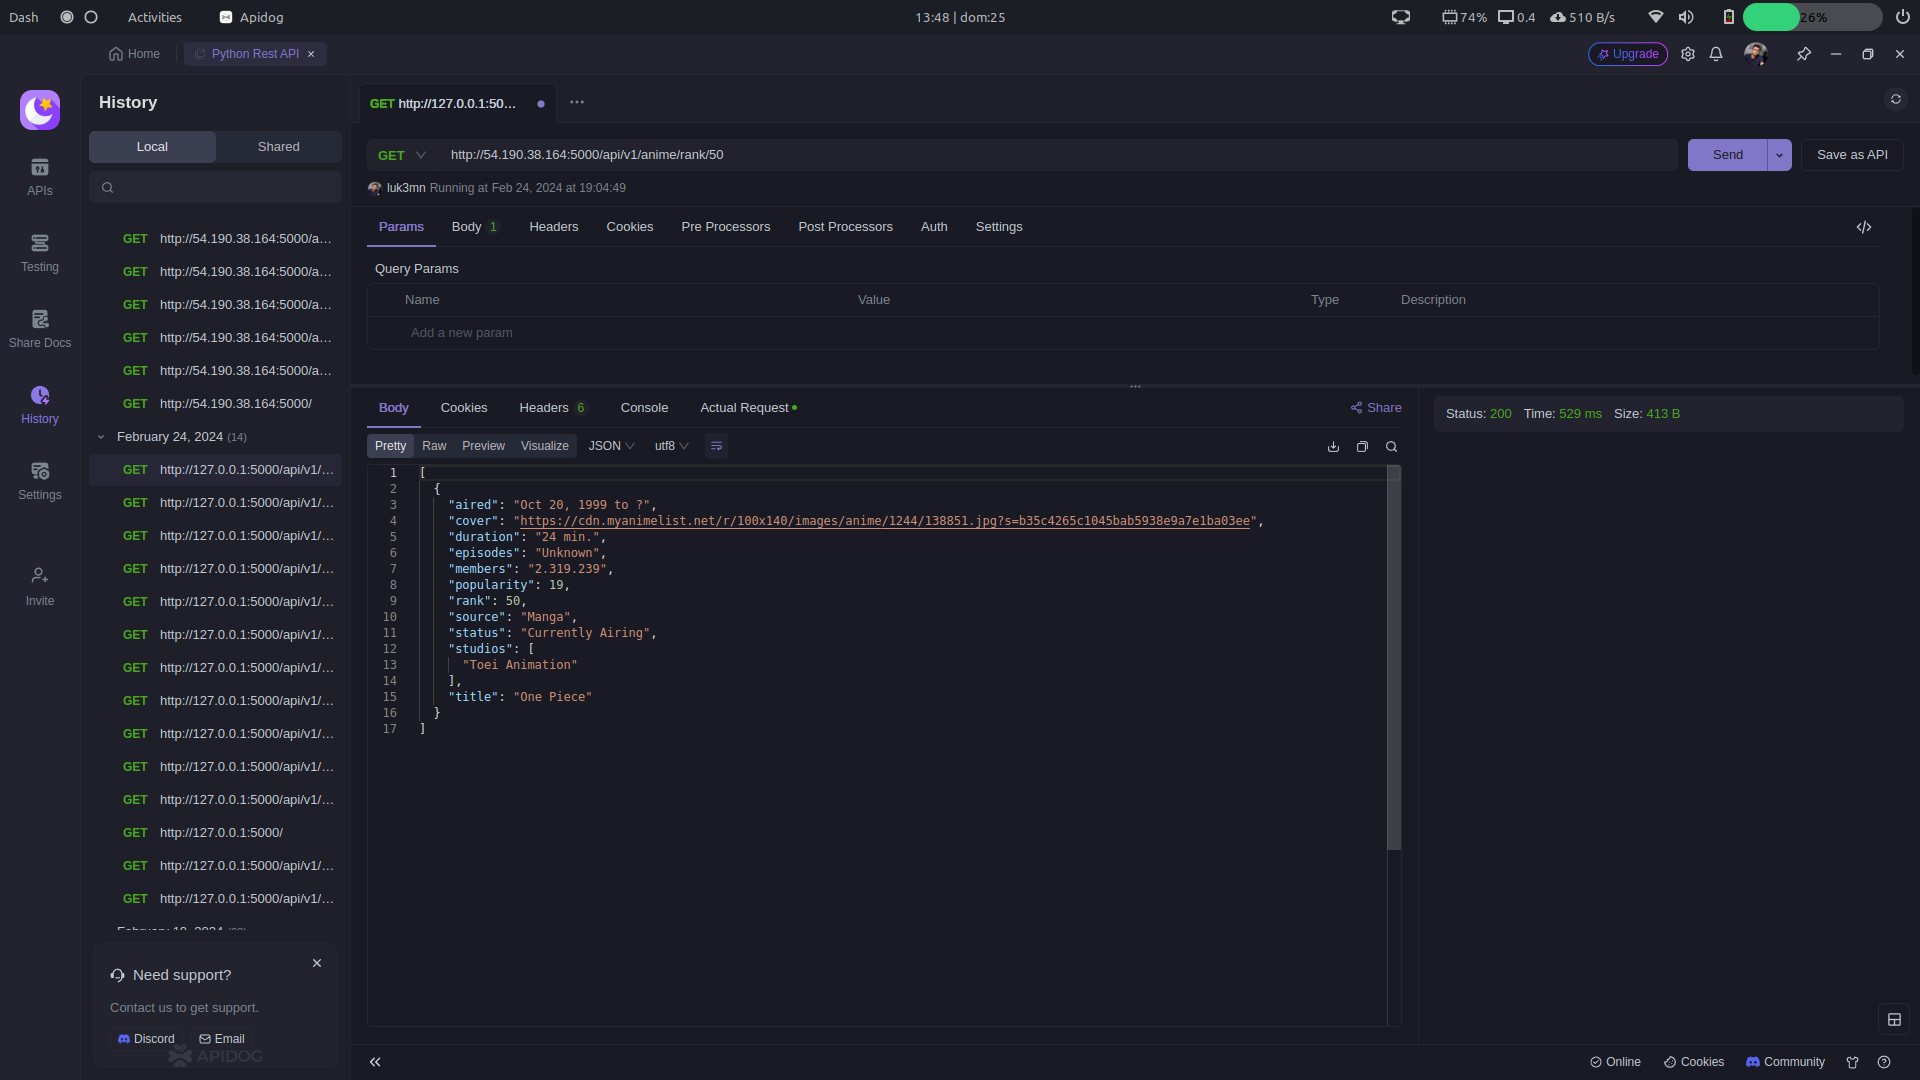 Dash Activities Apidog 13:48 | dom:25 74% 0.4 510 B/s 26%
Home Python Rest API Upgrade
History
GET http://127.0.0.1:50...
Local Shared
GET http://54.190.38.164:5000/api/v1/anime/rank/50 Send Save as API
luk3mn Running at Feb 24, 2024 at 19:04:49
APIs
Testing
Share Docs
History
Settings
Invite
GET http://54.190.38.164:5000/a...
GET http://54.190.38.164:5000/a...
GET http://54.190.38.164:5000/a...
GET http://54.190.38.164:5000/a...
GET http://54.190.38.164:5000/a...
GET http://54.190.38.164:5000/
February 24, 2024 (14)
GET http://127.0.0.1:5000/api/v1/...
GET http://127.0.0.1:5000/api/v1/...
GET http://127.0.0.1:5000/api/v1/...
GET http://127.0.0.1:5000/api/v1/...
GET http://127.0.0.1:5000/api/v1/...
GET http://127.0.0.1:5000/api/v1/...
GET http://127.0.0.1:5000/api/v1/...
GET http://127.0.0.1:5000/api/v1/...
GET http://127.0.0.1:5000/api/v1/...
GET http://127.0.0.1:5000/api/v1/...
GET http://127.0.0.1:5000/api/v1/...
GET http://127.0.0.1:5000/
GET http://127.0.0.1:5000/api/v1/...
GET http://127.0.0.1:5000/api/v1/...
Need support?
Contact us to get support.
Discord Email
APIDOG
Params Body 1 Headers Cookies Pre Processors Post Processors Auth Settings
Query Params
Name Value Type Description
Add a new param
Body Cookies Headers 6 Console Actual Request Share
Status: 200 Time: 529 ms Size: 413 B
Pretty Raw Preview Visualize JSON utf8
1 [
2 {
3 "aired": "Oct 20, 1999 to ?",
4 "cover": "https://cdn.myanimelist.net/r/100x140/images/anime/1244/138851.jpg?s=b35c4265c1045bab5938e9a7e1ba03ee",
5 "duration": "24 min.",
6 "episodes": "Unknown",
7 "members": "2.319.239",
8 "popularity": 19,
9 "rank": 50,
10 "source": "Manga",
11 "status": "Currently Airing",
12 "studios": [
13 "Toei Animation"
14 ],
15 "title": "One Piece"
16 }
17 ]
Online Cookies Community